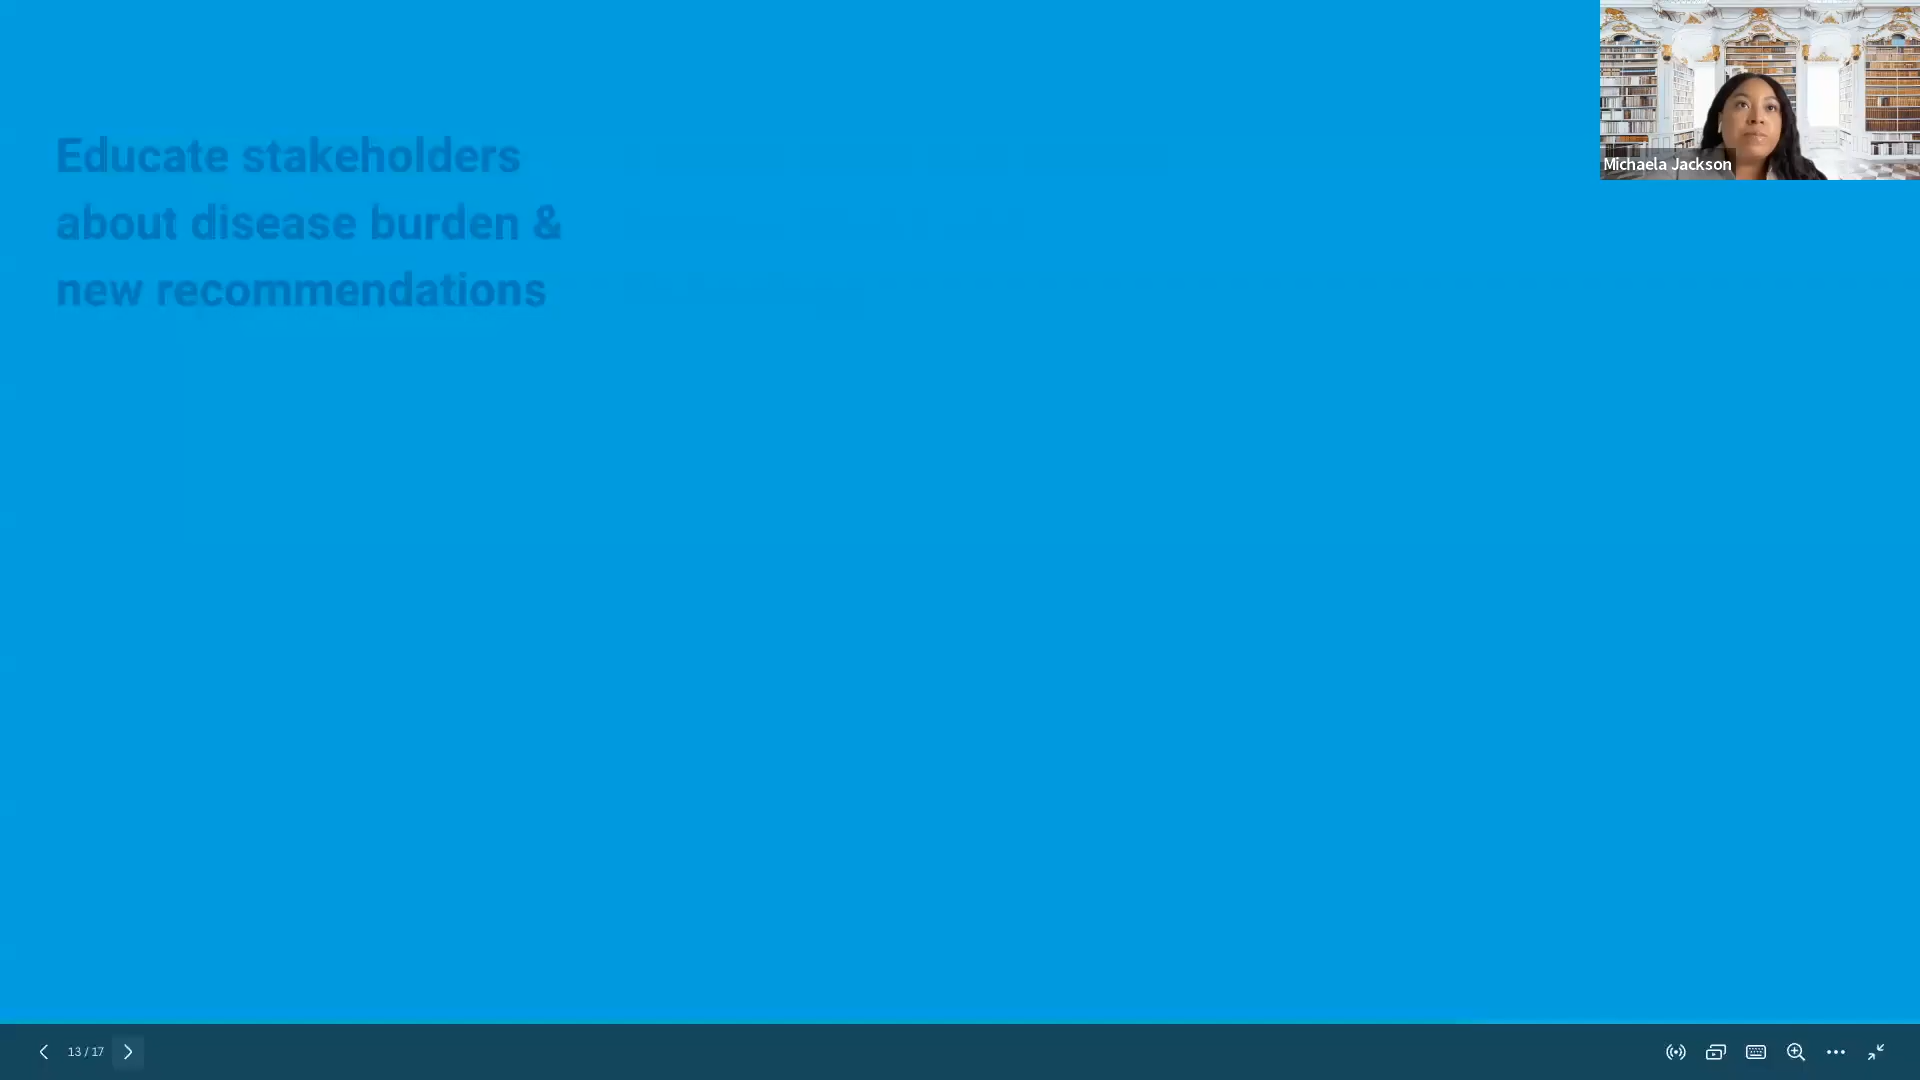 Michaela Jackson
Educate stakeholders
about disease burden &
new recommendations
13 / 17